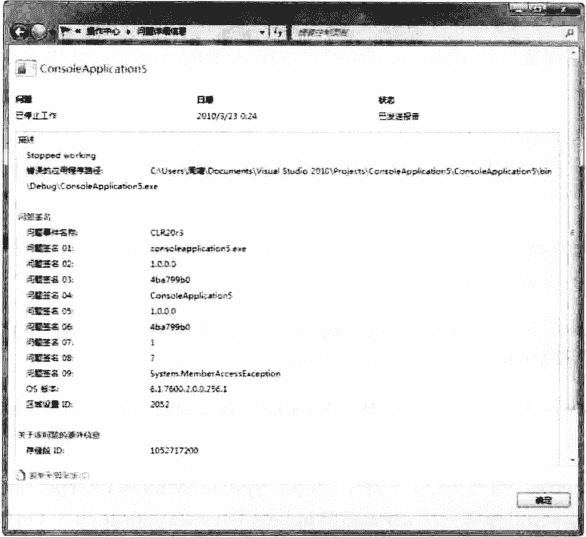 « 操作中心 ▸ 问题详细信息
搜索控制面板
ConsoleApplication5
问题 日期 状态
已停止工作 2010/3/23 0:24 已发送报告
描述
Stopped working
错误的应用程序路径: C:\Users\周\Documents\Visual Studio 2010\Projects\ConsoleApplication5\ConsoleApplication5\bin
\Debug\ConsoleApplication5.exe
问题签名
问题事件名称: CLR20r3
问题签名 01: consoleapplication5.exe
问题签名 02: 1.0.0.0
问题签名 03: 4ba799b0
问题签名 04: ConsoleApplication5
问题签名 05: 1.0.0.0
问题签名 06: 4ba799b0
问题签名 07: 1
问题签名 08: 7
问题签名 09: System.MemberAccessException
OS 版本: 6.1.7600.2.0.0.256.1
区域设置 ID: 2052
关于该问题的额外信息
存储段 ID: 1052717200
确定